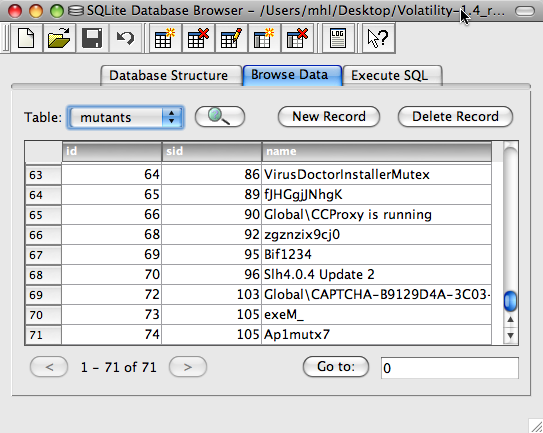 SQLite Database Browser – /Users/mhl/Desktop/Volatility-1.4_r...
LOG
?
Database Structure Browse Data Execute SQL
Table: mutants New Record Delete Record
id sid name
63 64 86 VirusDoctorInstallerMutex
64 65 89 fJHGgjJNhgK
65 66 90 Global\CCProxy is running
66 68 92 zgznzix9cj0
67 69 95 Bif1234
68 70 96 Slh4.0.4 Update 2
69 72 103 Global\CAPTCHA-B9129D4A-3C03-
70 73 105 exeM_
71 74 105 Ap1mutx7
< 1 - 71 of 71 > Go to: 0